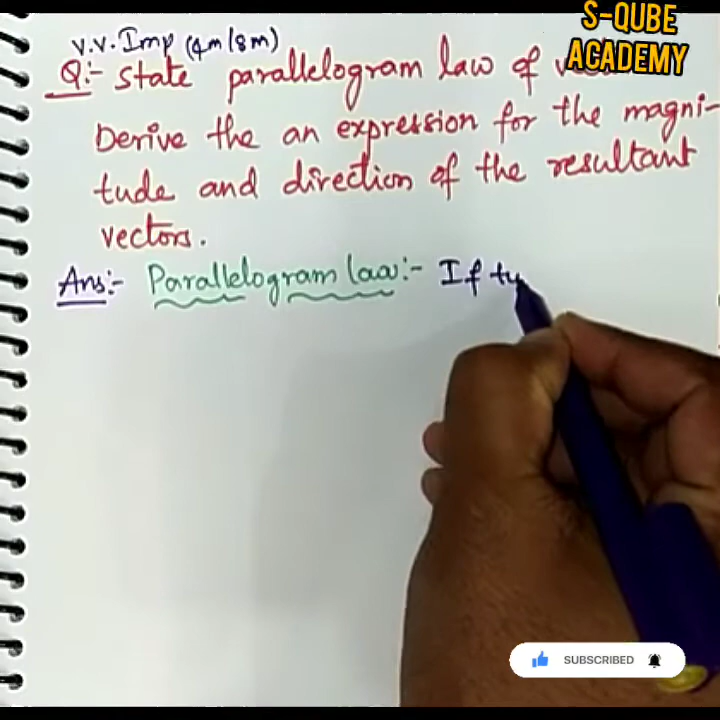 S-QUBE
ACADEMY
V.V. Imp (4m/8m)
Q:- State parallelogram law of
Derive the an expression for the magni-
tude and direction of the resultant
vectors.
Ans:- Parallelogram law:- If
SUBSCRIBED